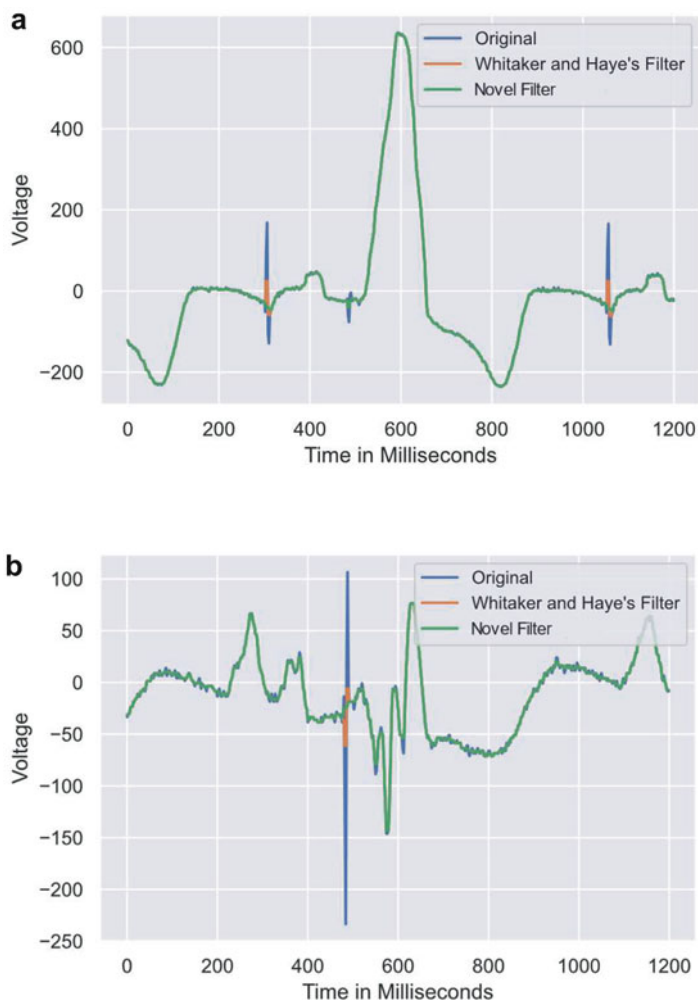 a
600
400
200
0
−200
Voltage
Original
Whitaker and Haye's Filter
Novel Filter
0 200 400 600 800 1000 1200
Time in Milliseconds
b
100
50
0
−50
−100
−150
−200
−250
Voltage
Original
Whitaker and Haye's Filter
Novel Filter
0 200 400 600 800 1000 1200
Time in Milliseconds